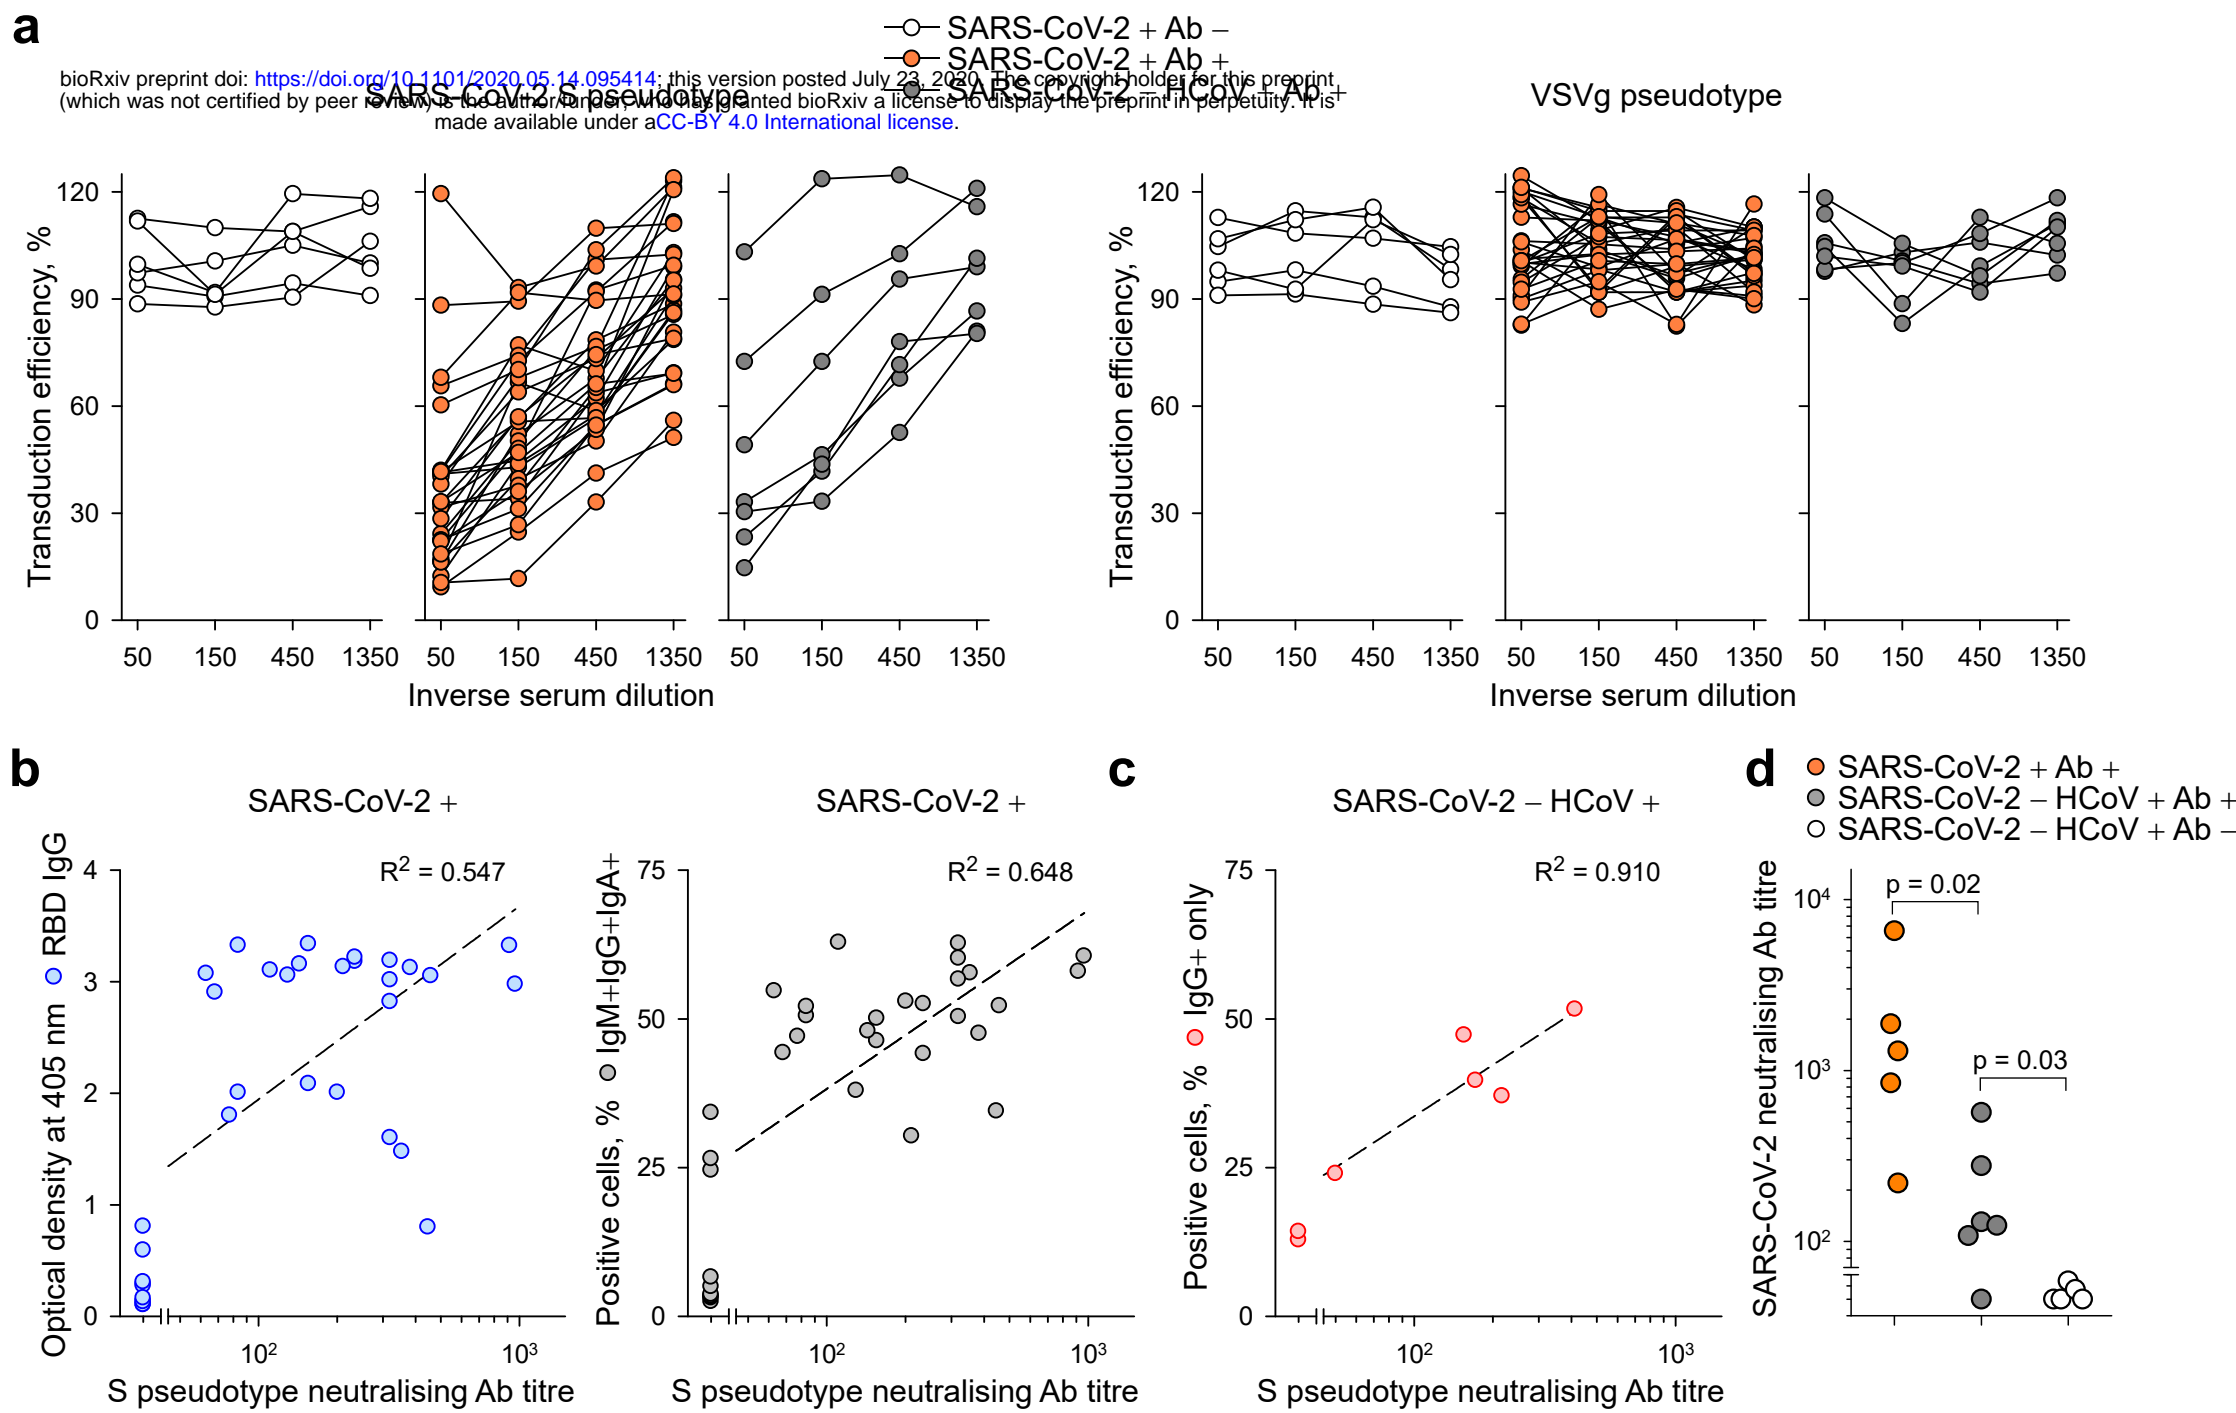 a
SARS-CoV-2 + Ab −
SARS-CoV-2 + Ab +
SARS-CoV-2 − HCoV + Ab +
bioRxiv preprint doi: https://doi.org/10.1101/2020.05.14.095414; this version posted July 23, 2020. The copyright holder for this preprint
(which was not certified by peer review) is the author/funder, who has granted bioRxiv a license to display the preprint in perpetuity. It is
made available under aCC-BY 4.0 International license.
SARS-CoV-2 S pseudotype
VSVg pseudotype
Transduction efficiency, %
120
90
60
30
0
50 150 450 1350
50 150 450 1350
50 150 450 1350
Inverse serum dilution
Transduction efficiency, %
120
90
60
30
0
50 150 450 1350
50 150 450 1350
50 150 450 1350
Inverse serum dilution
b
SARS-CoV-2 +
R² = 0.547
Optical density at 405 nm RBD IgG
4
3
2
1
0
10² 10³
S pseudotype neutralising Ab titre
SARS-CoV-2 +
R² = 0.648
Positive cells, % IgM+IgG+IgA+
75
50
25
0
10² 10³
S pseudotype neutralising Ab titre
c
SARS-CoV-2 − HCoV +
R² = 0.910
Positive cells, % IgG+ only
75
50
25
0
10² 10³
S pseudotype neutralising Ab titre
d
SARS-CoV-2 + Ab +
SARS-CoV-2 − HCoV + Ab +
SARS-CoV-2 − HCoV + Ab −
SARS-CoV-2 neutralising Ab titre
10⁴
10³
10²
p = 0.02
p = 0.03